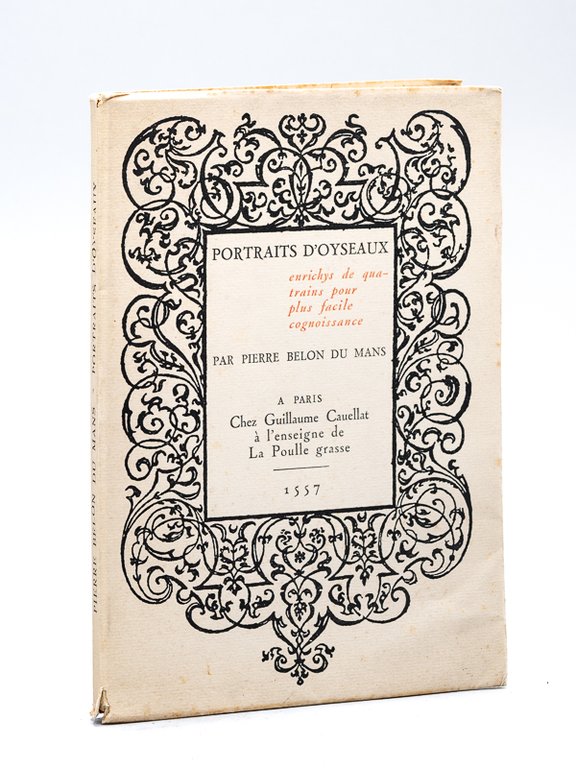 PORTRAITS D'OYSEAUX
enrichys de qua-
trains pour
plus facile
cognoissance
PAR PIERRE BELON DU MANS
A PARIS
Chez Guillaume Cauellat
à l'enseigne de
La Poulle grasse
1557
PIERRE BELON DU MANS - PORTRAITS D'OYSEAUX